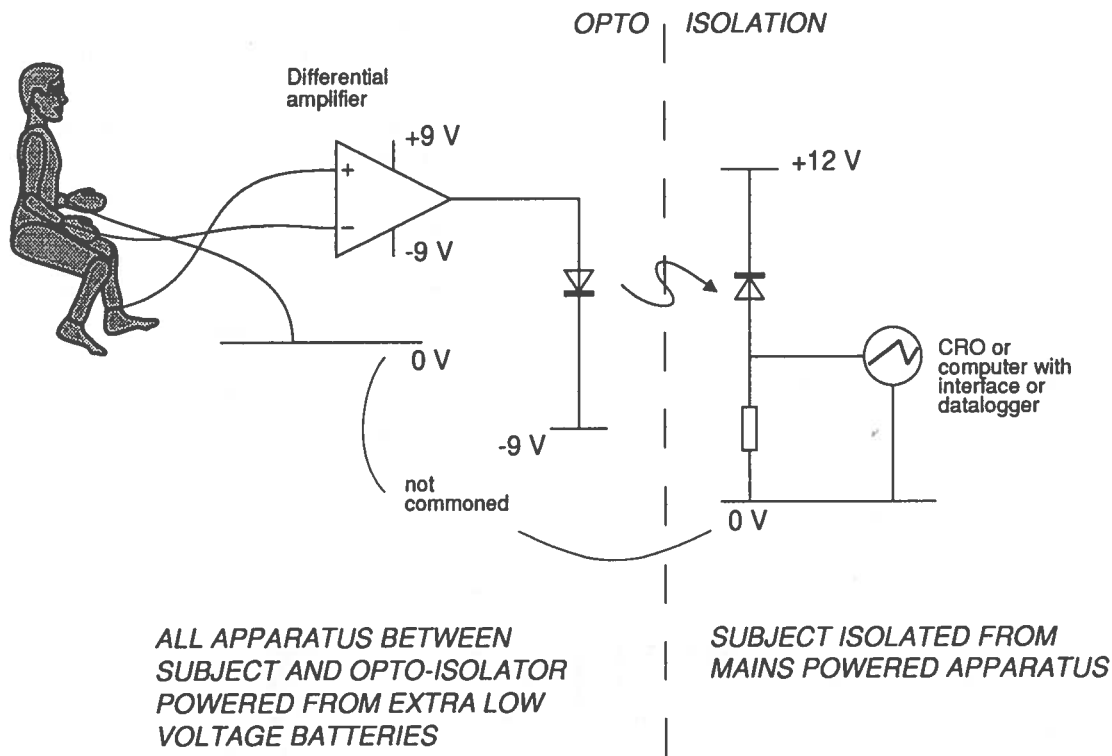 OPTO ISOLATION
Differential
amplifier
+9 V
+
−
-9 V
0 V
-9 V
not
commoned
+12 V
CRO or
computer with
interface or
datalogger
0 V
ALL APPARATUS BETWEEN
SUBJECT AND OPTO-ISOLATOR
POWERED FROM EXTRA LOW
VOLTAGE BATTERIES
SUBJECT ISOLATED FROM
MAINS POWERED APPARATUS